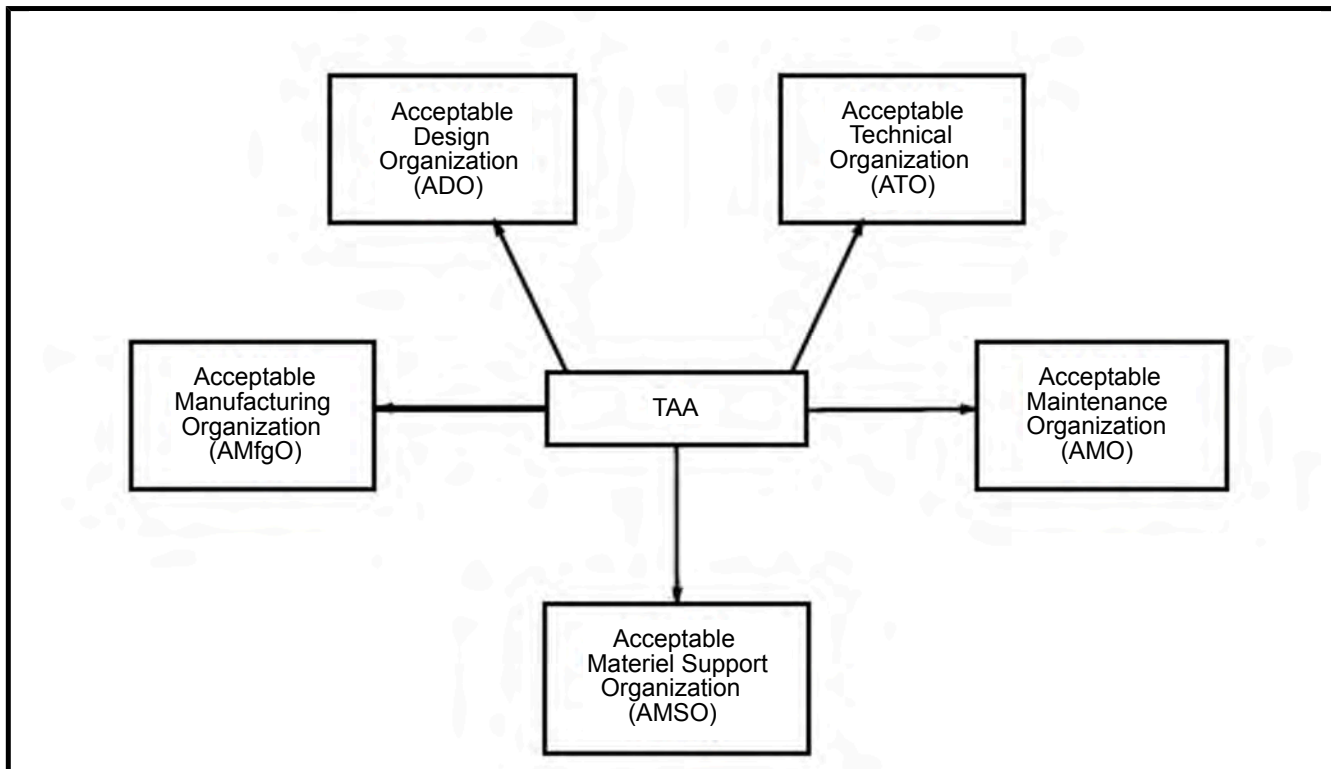 Acceptable
Design
Organization
(ADO)
Acceptable
Technical
Organization
(ATO)
Acceptable
Manufacturing
Organization
(AMfgO)
TAA
Acceptable
Maintenance
Organization
(AMO)
Acceptable
Materiel Support
Organization
(AMSO)